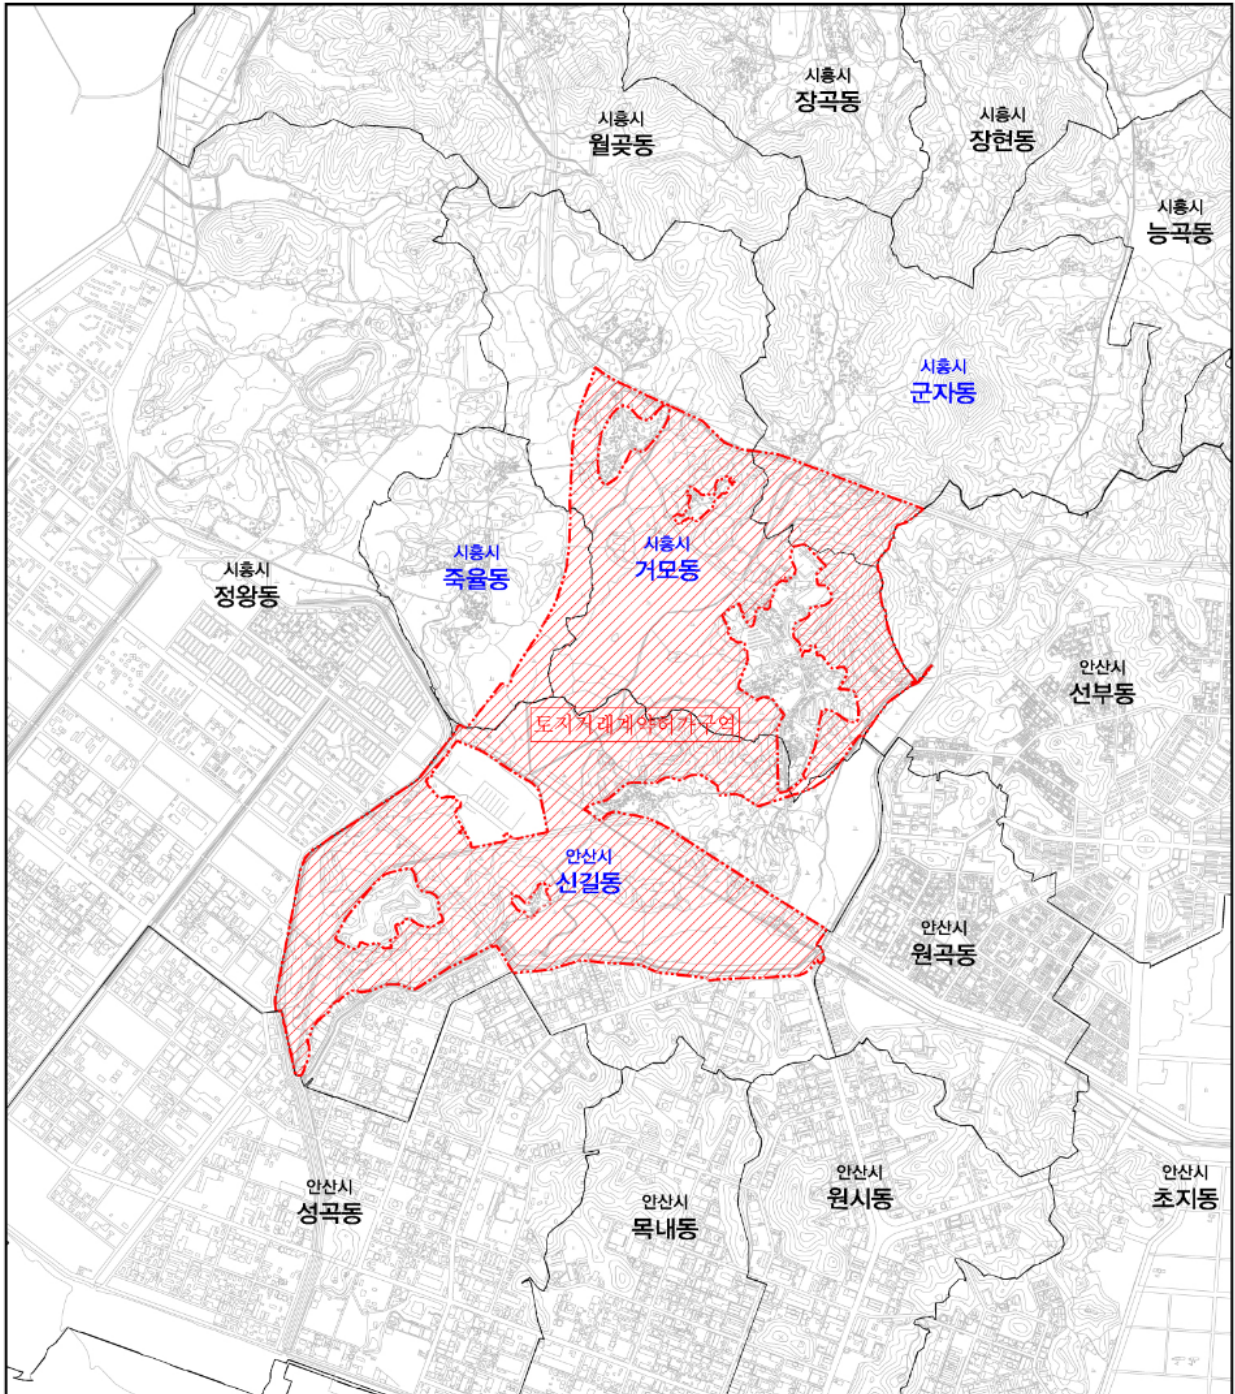 시흥시
장곡동
시흥시
월곶동
시흥시
장현동
시흥시
능곡동
시흥시
군자동
시흥시
거모동
시흥시
죽율동
시흥시
정왕동
안산시
선부동
토지거래계약허가구역
안산시
신길동
안산시
원곡동
안산시
성곡동
안산시
목내동
안산시
원시동
안산시
초지동